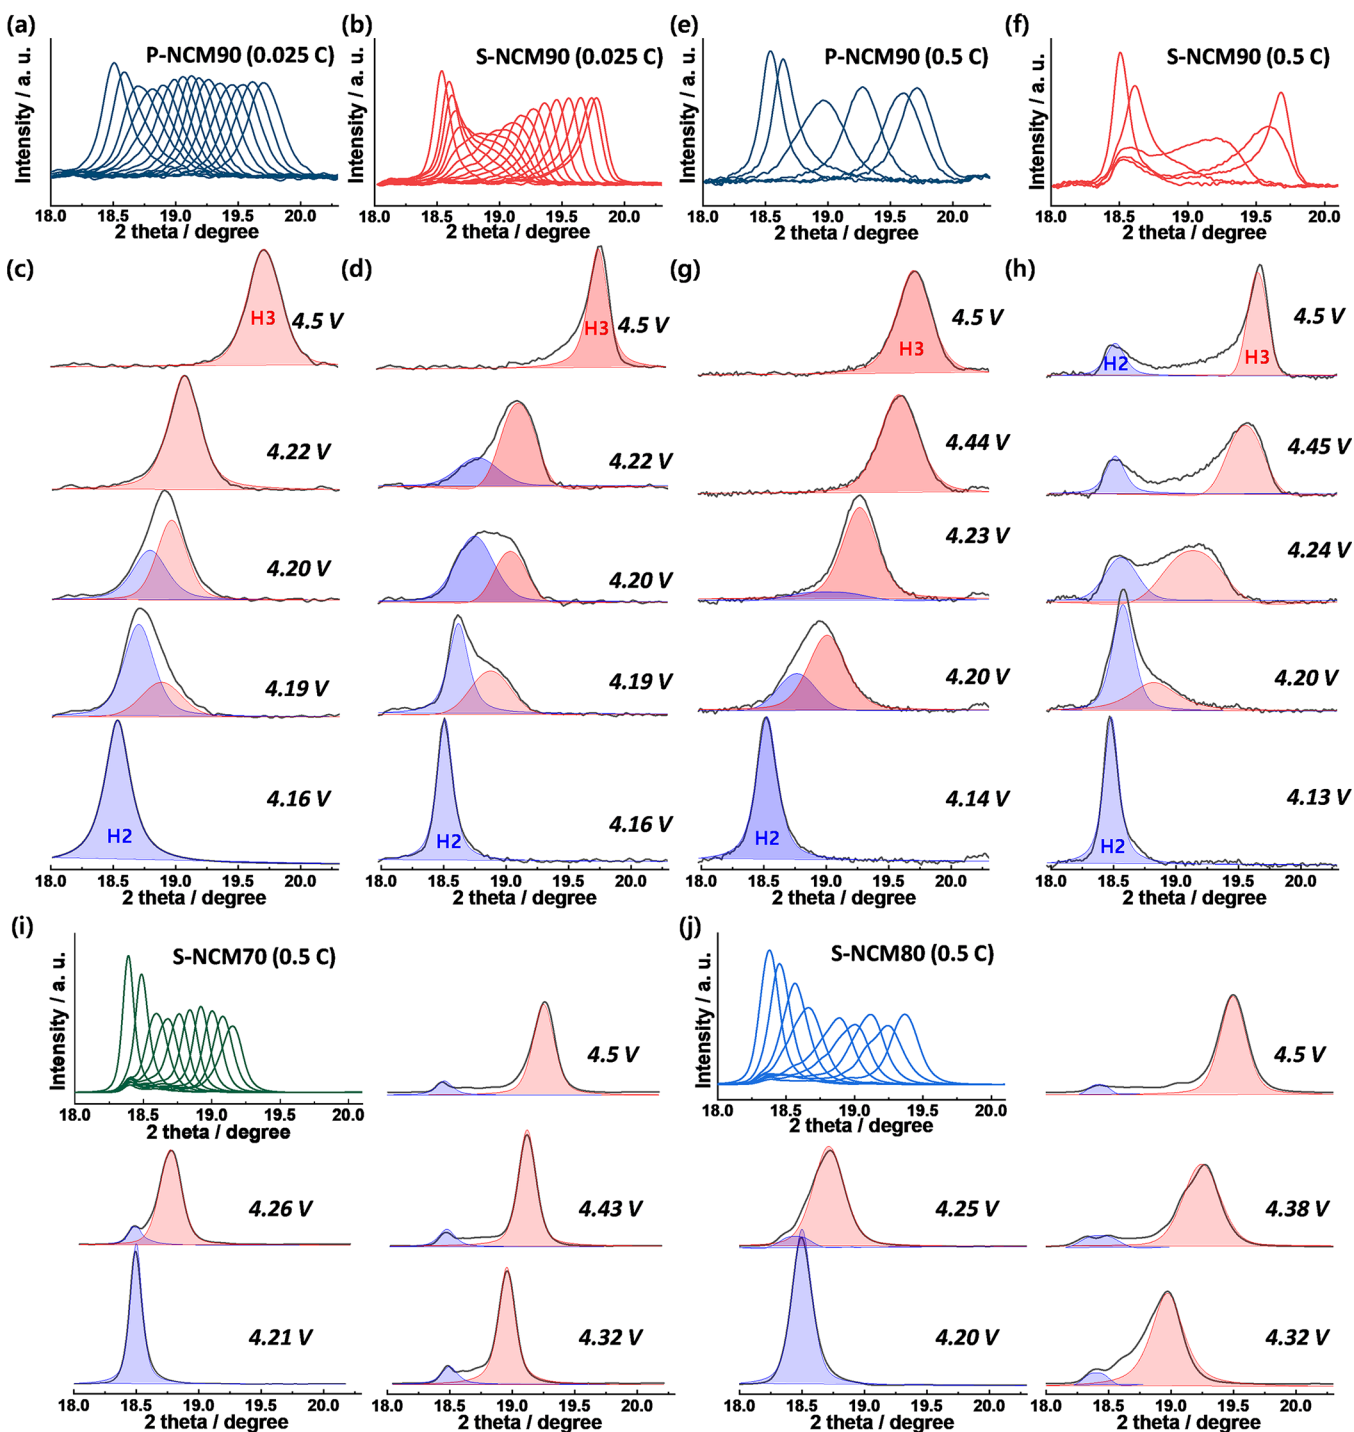 (a)
P-NCM90 (0.025 C)
Intensity / a. u.
18.0 18.5 19.0 19.5 20.0
2 theta / degree
(b)
S-NCM90 (0.025 C)
Intensity / a. u.
18.0 18.5 19.0 19.5 20.0
2 theta / degree
(e)
P-NCM90 (0.5 C)
Intensity / a. u.
18.0 18.5 19.0 19.5 20.0
2 theta / degree
(f)
S-NCM90 (0.5 C)
Intensity / a. u.
18.0 18.5 19.0 19.5 20.0
2 theta / degree
(c)
H3
4.5 V
4.22 V
4.20 V
4.19 V
4.16 V
H2
18.0 18.5 19.0 19.5 20.0
2 theta / degree
(d)
H3
4.5 V
4.22 V
4.20 V
4.19 V
4.16 V
H2
18.0 18.5 19.0 19.5 20.0
2 theta / degree
(g)
H3
4.5 V
4.44 V
4.23 V
4.20 V
4.14 V
H2
18.0 18.5 19.0 19.5 20.0
2 theta / degree
(h)
H2
H3
4.5 V
4.45 V
4.24 V
4.20 V
4.13 V
H2
18.0 18.5 19.0 19.5 20.0
2 theta / degree
(i)
S-NCM70 (0.5 C)
Intensity / a. u.
18.0 18.5 19.0 19.5 20.0
2 theta / degree
4.26 V
4.21 V
18.0 18.5 19.0 19.5 20.0
2 theta / degree
4.5 V
4.43 V
4.32 V
18.0 18.5 19.0 19.5 20.0
2 theta / degree
(j)
S-NCM80 (0.5 C)
Intensity / a. u.
18.0 18.5 19.0 19.5 20.0
2 theta / degree
4.25 V
4.20 V
18.0 18.5 19.0 19.5 20.0
2 theta / degree
4.5 V
4.38 V
4.32 V
18.0 18.5 19.0 19.5 20.0
2 theta / degree